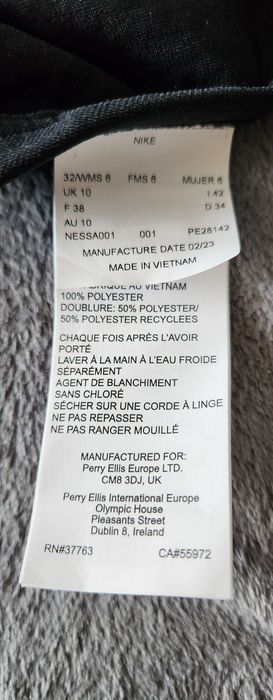 NIKE
32/WMS 6 FMS 6 MUJER 6
UK 10 I 42
F 38 D 34
AU 10
NESSA001 001 PE28142
MANUFACTURE DATE 02/23
MADE IN VIETNAM
AU VIETNAM
100% POLYESTER
DOUBLURE: 50% POLYESTER/
50% POLYESTER RECYCLEES
CHAQUE FOIS APRÈS L'AVOIR
PORTÉ
LAVER À LA MAIN À L'EAU FROIDE
SÉPARÉMENT
AGENT DE BLANCHIMENT
SANS CHLORÉ
SÉCHER SUR UNE CORDE À LINGE
NE PAS REPASSER
NE PAS RANGER MOUILLÉ
MANUFACTURED FOR:
Perry Ellis Europe LTD.
CM8 3DJ, UK
Perry Ellis International Europe
Olympic House
Pleasants Street
Dublin 8, Ireland
RN#37763 CA#55972